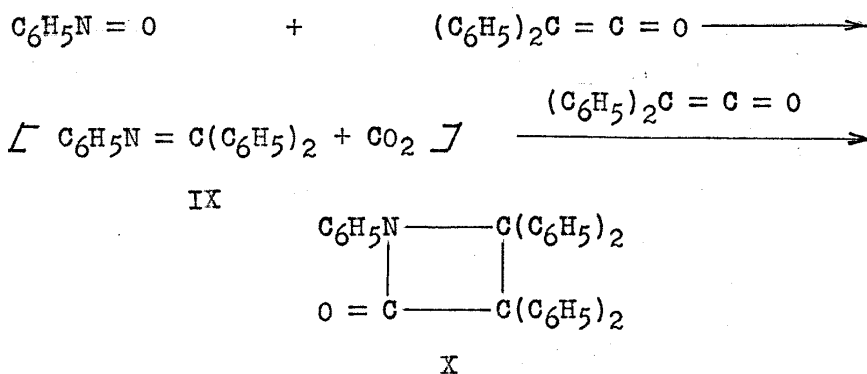 C₆H₅N = O + (C₆H₅)₂C = C = O ⟶
(C₆H₅)₂C = C = O
[ C₆H₅N = C(C₆H₅)₂ + CO₂ ] ⟶
IX
C₆H₅N — C(C₆H₅)₂
O = C — C(C₆H₅)₂
X